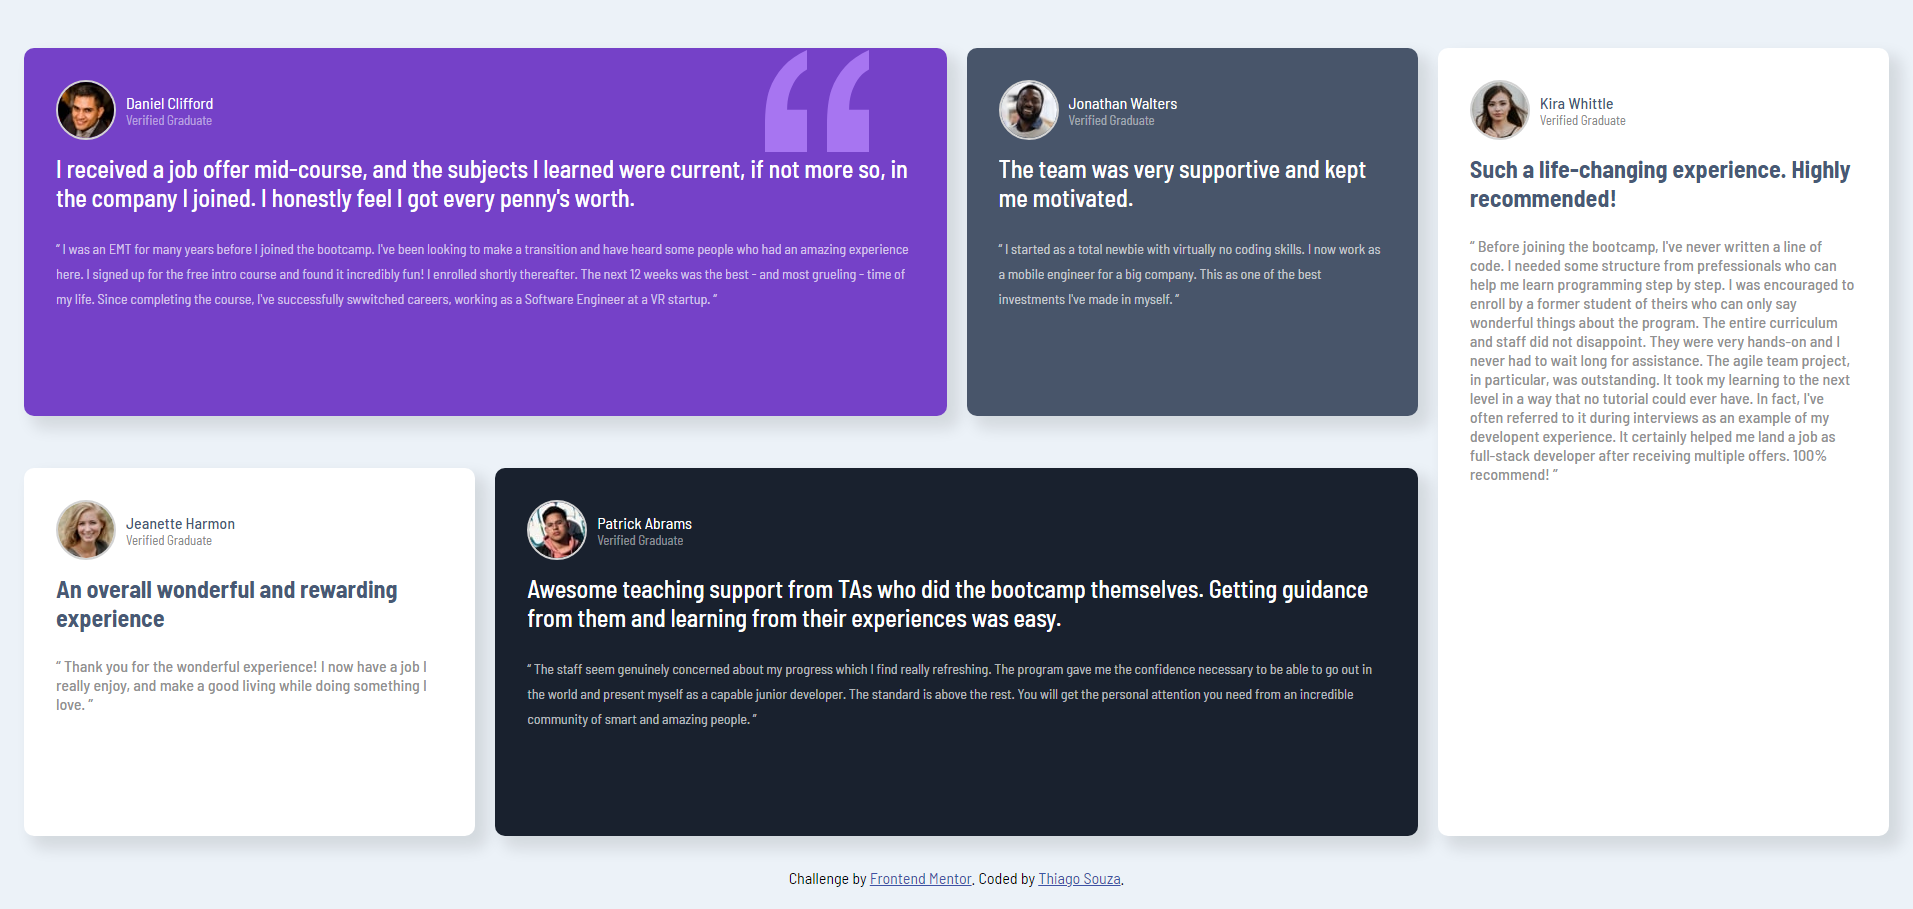 Daniel Clifford
Verified Graduate
I received a job offer mid-course, and the subjects I learned were current, if not more so, in
the company I joined. I honestly feel I got every penny's worth.
“ I was an EMT for many years before I joined the bootcamp. I've been looking to make a transition and have heard some people who had an amazing experience
here. I signed up for the free intro course and found it incredibly fun! I enrolled shortly thereafter. The next 12 weeks was the best - and most grueling - time of
my life. Since completing the course, I've successfully swwitched careers, working as a Software Engineer at a VR startup. ”
Jonathan Walters
Verified Graduate
The team was very supportive and kept
me motivated.
“ I started as a total newbie with virtually no coding skills. I now work as
a mobile engineer for a big company. This as one of the best
investments I've made in myself. ”
Kira Whittle
Verified Graduate
Such a life-changing experience. Highly
recommended!
“ Before joining the bootcamp, I've never written a line of
code. I needed some structure from prefessionals who can
help me learn programming step by step. I was encouraged to
enroll by a former student of theirs who can only say
wonderful things about the program. The entire curriculum
and staff did not disappoint. They were very hands-on and I
never had to wait long for assistance. The agile team project,
in particular, was outstanding. It took my learning to the next
level in a way that no tutorial could ever have. In fact, I've
often referred to it during interviews as an example of my
developent experience. It certainly helped me land a job as
full-stack developer after receiving multiple offers. 100%
recommend! ”
Jeanette Harmon
Verified Graduate
An overall wonderful and rewarding
experience
“ Thank you for the wonderful experience! I now have a job I
really enjoy, and make a good living while doing something I
love. ”
Patrick Abrams
Verified Graduate
Awesome teaching support from TAs who did the bootcamp themselves. Getting guidance
from them and learning from their experiences was easy.
“ The staff seem genuinely concerned about my progress which I find really refreshing. The program gave me the confidence necessary to be able to go out in
the world and present myself as a capable junior developer. The standard is above the rest. You will get the personal attention you need from an incredible
community of smart and amazing people. ”
Challenge by Frontend Mentor. Coded by Thiago Souza.